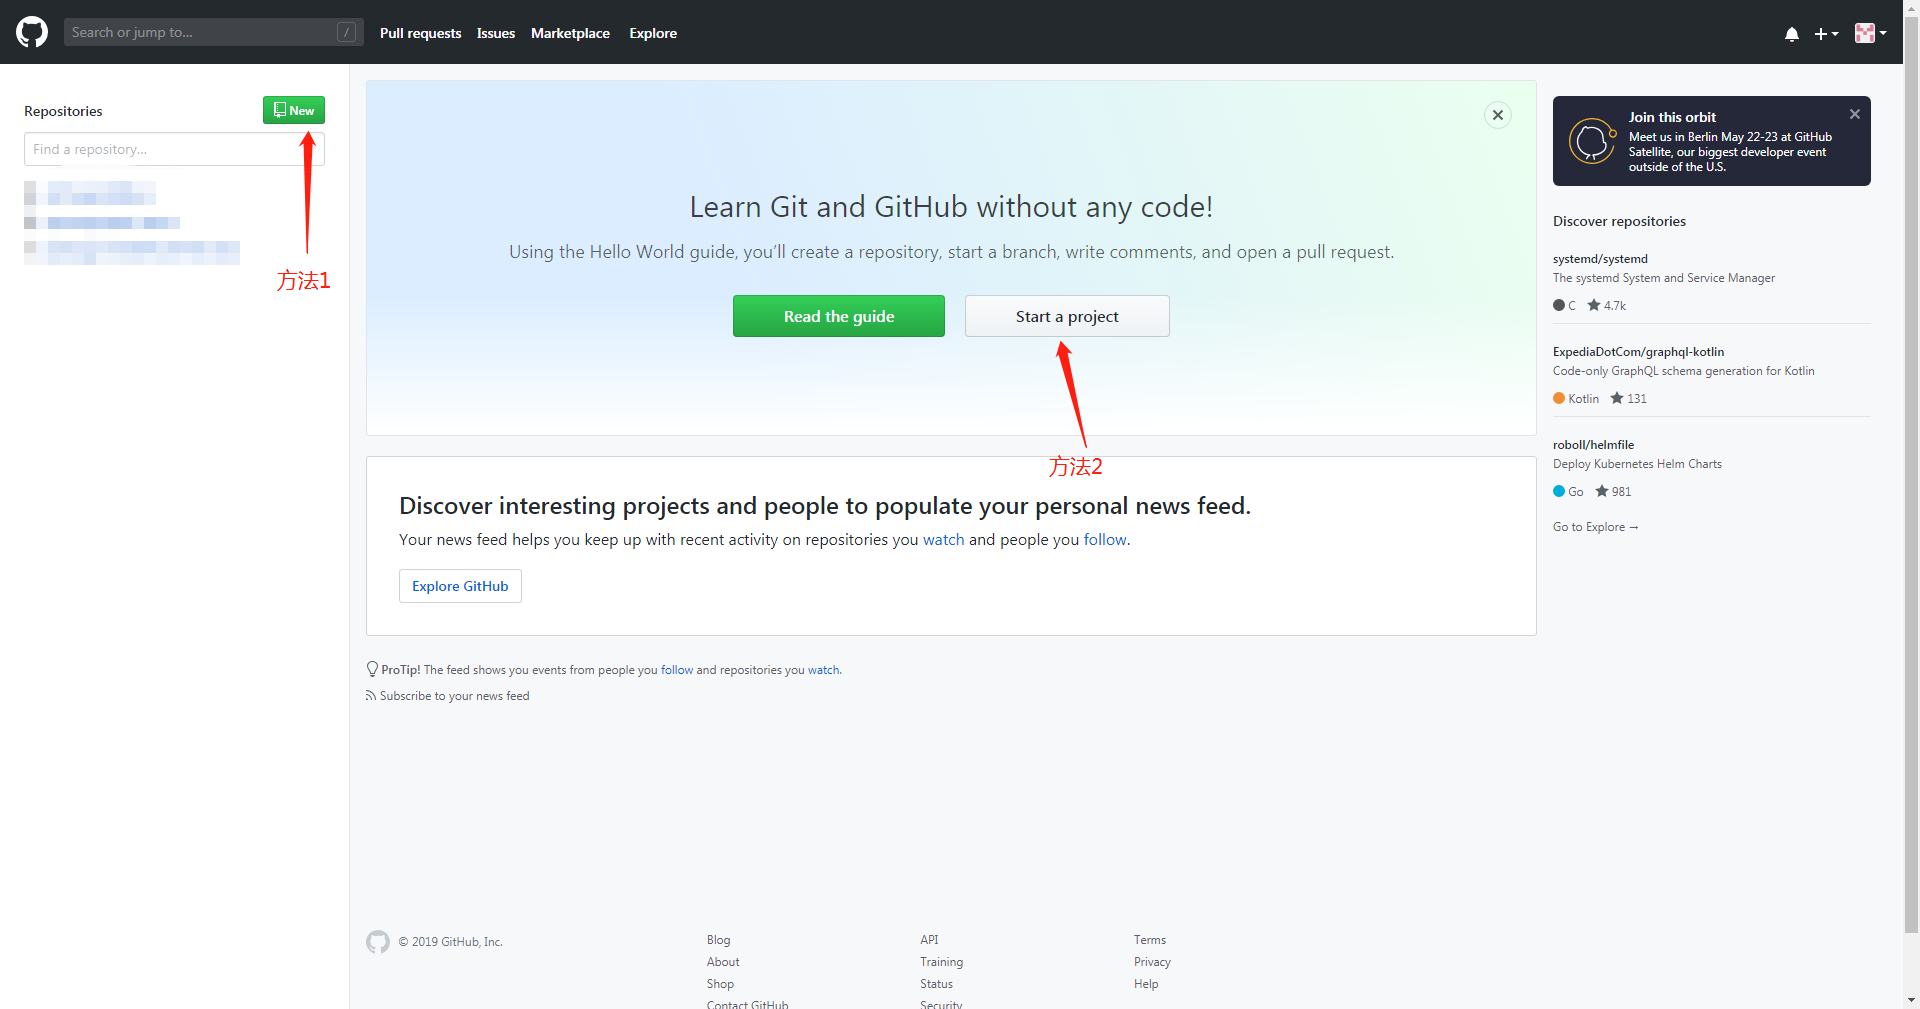 Search or jump to...
/
Pull requests
Issues
Marketplace
Explore
Repositories
New
Find a repository...
方法1
Learn Git and GitHub without any code!
Using the Hello World guide, you’ll create a repository, start a branch, write comments, and open a pull request.
Read the guide
Start a project
方法2
Discover interesting projects and people to populate your personal news feed.
Your news feed helps you keep up with recent activity on repositories you watch and people you follow.
Explore GitHub
ProTip! The feed shows you events from people you follow and repositories you watch.
Subscribe to your news feed
Join this orbit
Meet us in Berlin May 22-23 at GitHub
Satellite, our biggest developer event
outside of the U.S.
Discover repositories
systemd/systemd
The systemd System and Service Manager
C 4.7k
ExpediaDotCom/graphql-kotlin
Code-only GraphQL schema generation for Kotlin
Kotlin 131
roboll/helmfile
Deploy Kubernetes Helm Charts
Go 981
Go to Explore →
© 2019 GitHub, Inc.
Blog
About
Shop
Contact GitHub
API
Training
Status
Security
Terms
Privacy
Help